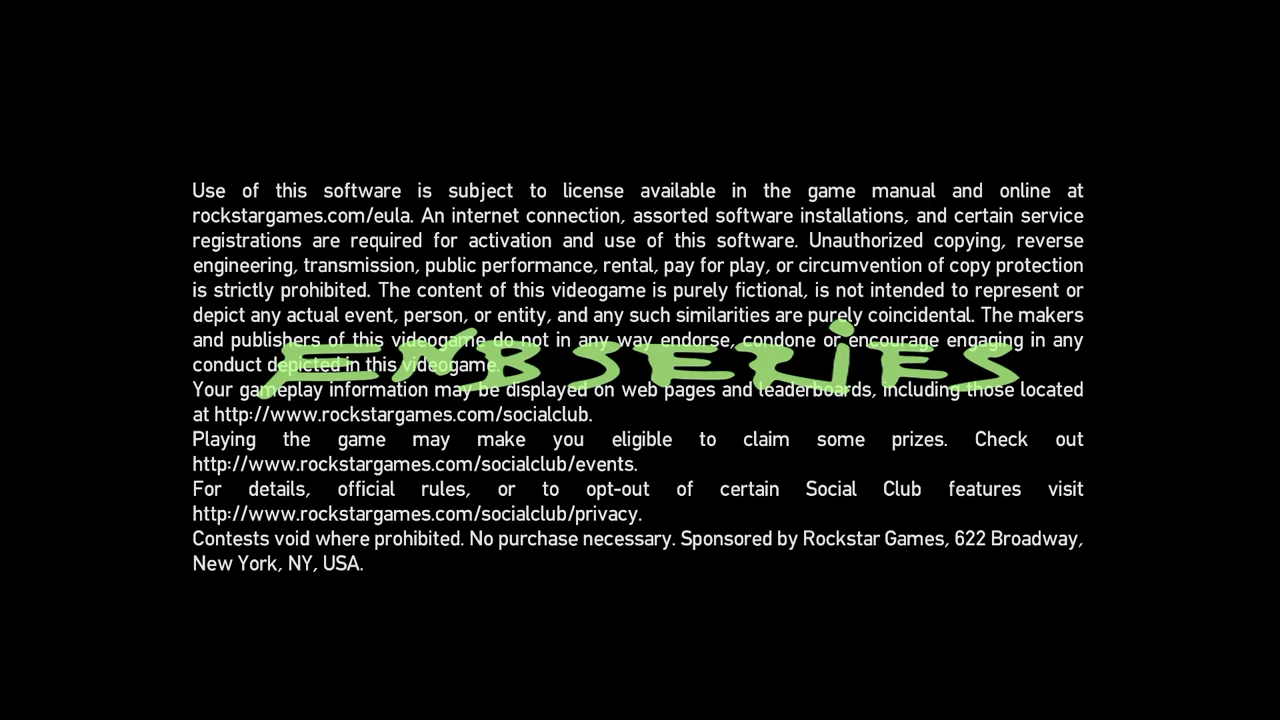 Use of this software is subject to license available in the game manual and online at
rockstargames.com/eula. An internet connection, assorted software installations, and certain service
registrations are required for activation and use of this software. Unauthorized copying, reverse
engineering, transmission, public performance, rental, pay for play, or circumvention of copy protection
is strictly prohibited. The content of this videogame is purely fictional, is not intended to represent or
depict any actual event, person, or entity, and any such similarities are purely coincidental. The makers
and publishers of this videogame do not in any way endorse, condone or encourage engaging in any
ENBSERiES
conduct depicted in this videogame.
Your gameplay information may be displayed on web pages and leaderboards, including those located
at http://www.rockstargames.com/socialclub.
Playing the game may make you eligible to claim some prizes. Check out
http://www.rockstargames.com/socialclub/events.
For details, official rules, or to opt-out of certain Social Club features visit
http://www.rockstargames.com/socialclub/privacy.
Contests void where prohibited. No purchase necessary. Sponsored by Rockstar Games, 622 Broadway,
New York, NY, USA.